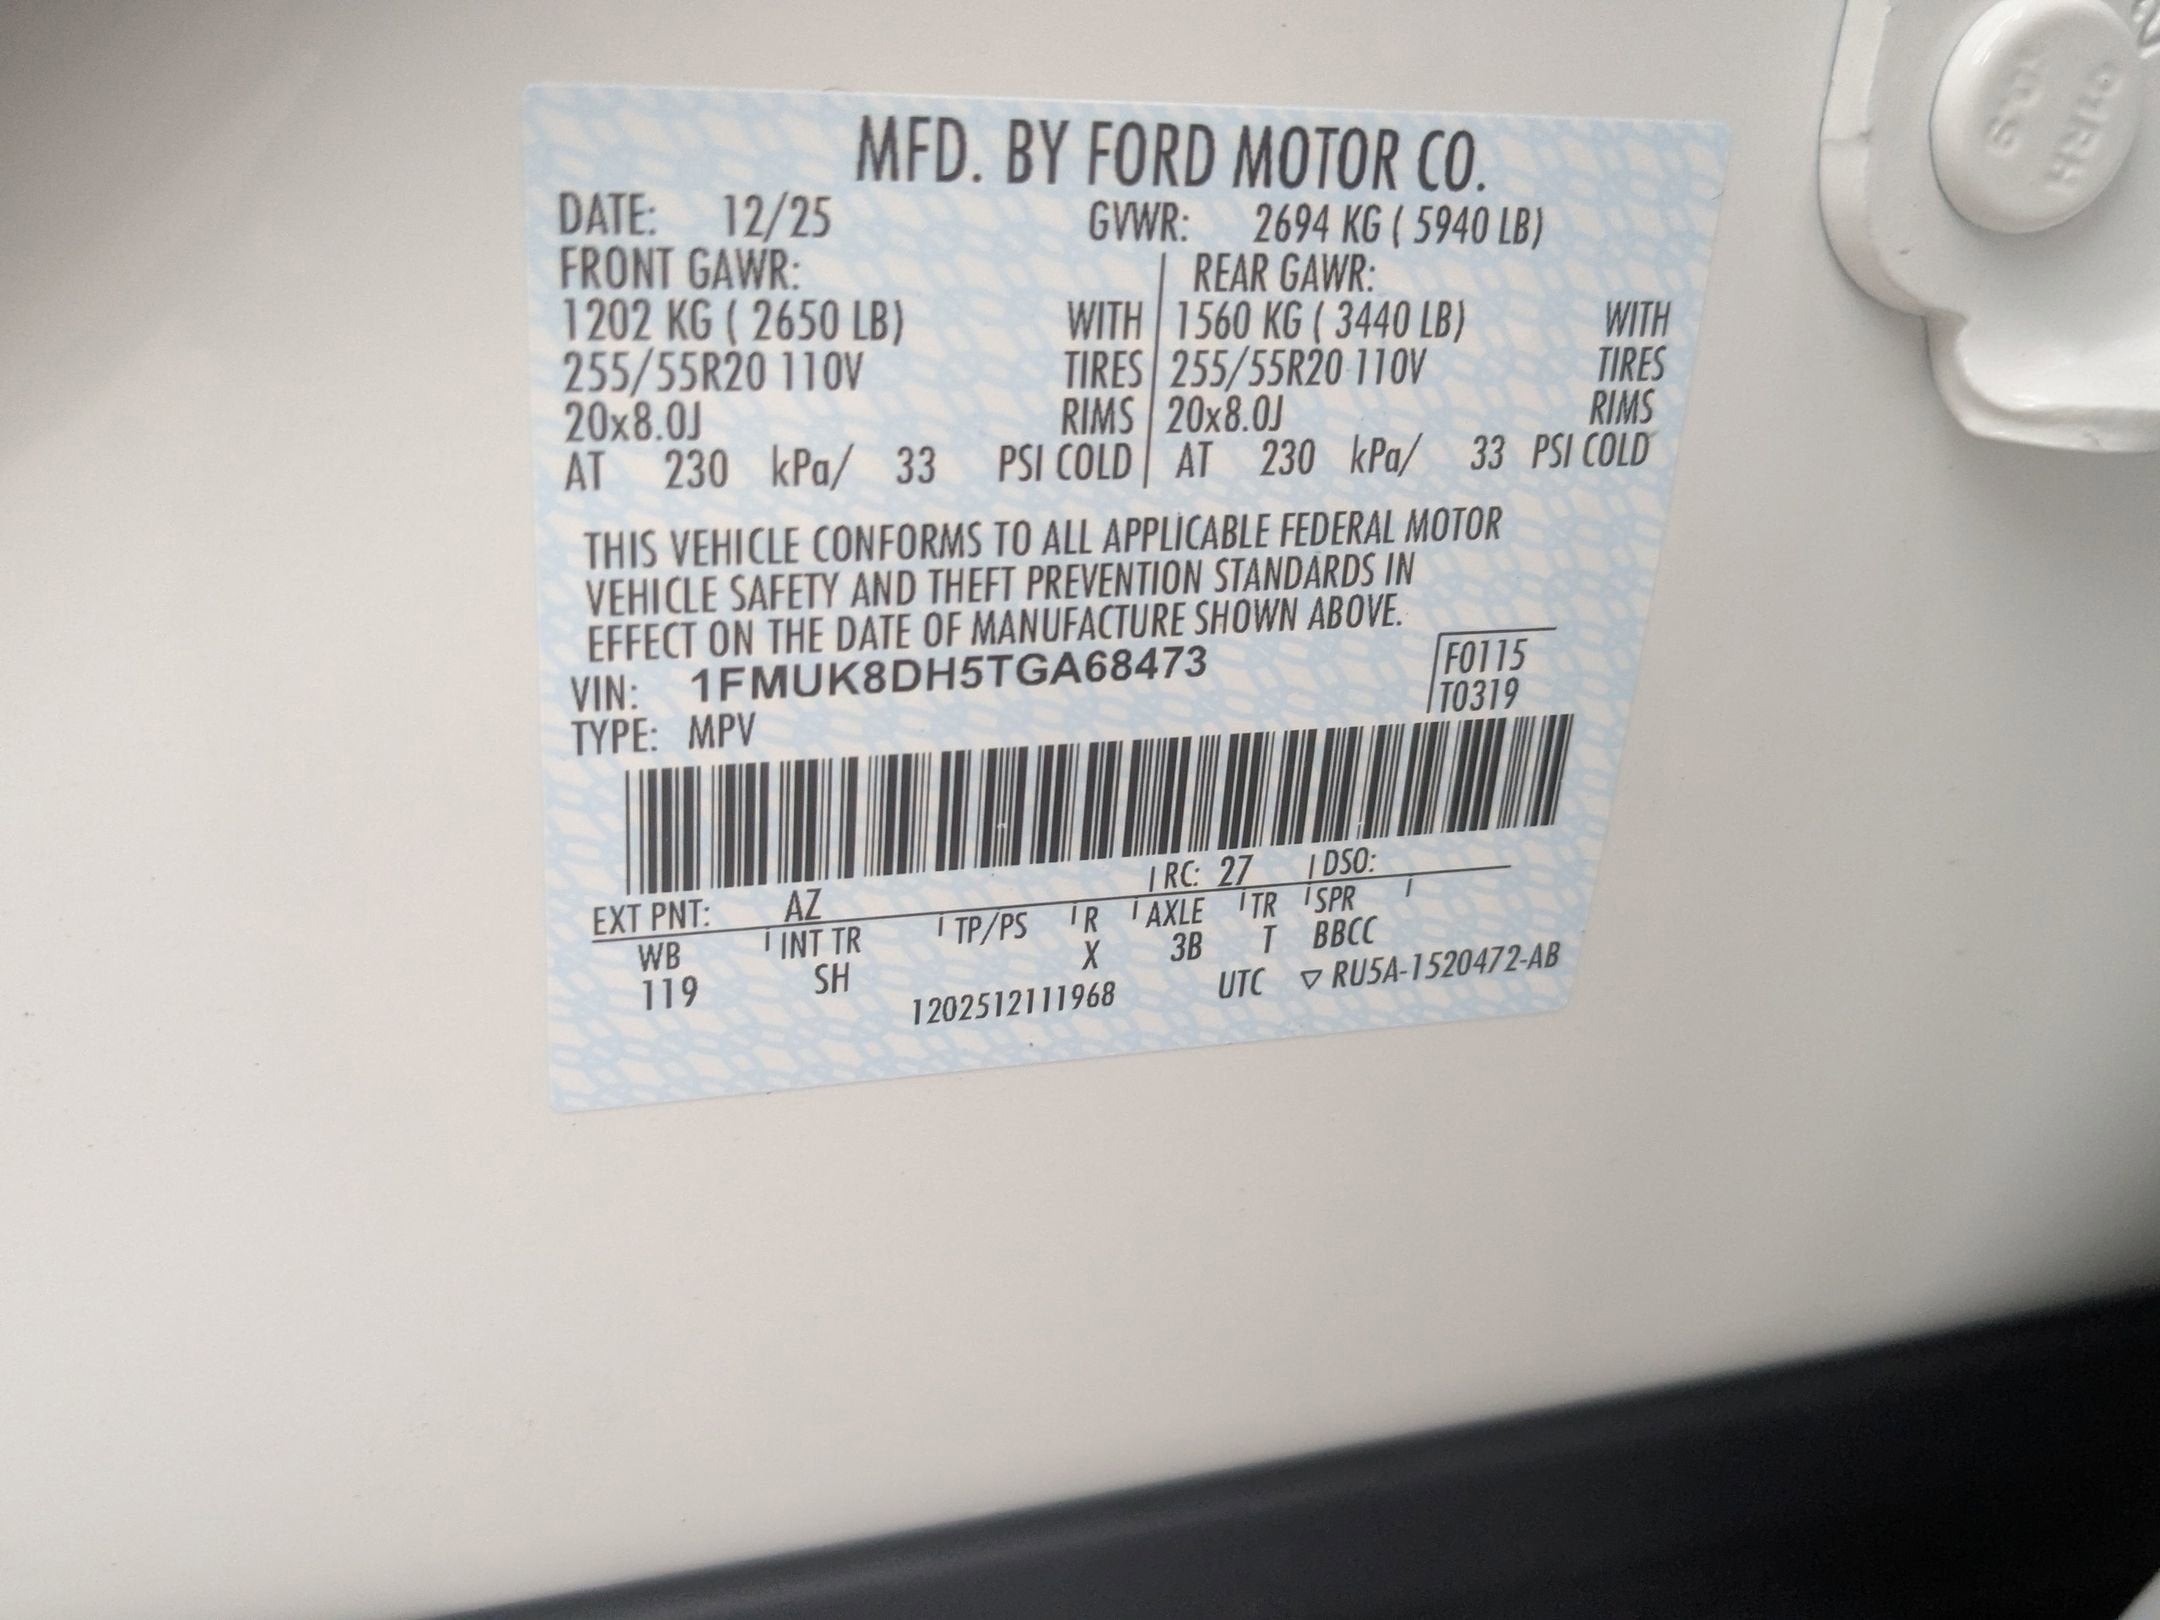 MFD. BY FORD MOTOR CO.
DATE: 12/25 GVWR: 2694 KG ( 5940 LB)
FRONT GAWR: REAR GAWR:
1202 KG ( 2650 LB) WITH 1560 KG ( 3440 LB) WITH
255/55R20 110V TIRES 255/55R20 110V TIRES
20x8.0J RIMS 20x8.0J RIMS
AT 230 kPa/ 33 PSI COLD AT 230 kPa/ 33 PSI COLD
THIS VEHICLE CONFORMS TO ALL APPLICABLE FEDERAL MOTOR
VEHICLE SAFETY AND THEFT PREVENTION STANDARDS IN
EFFECT ON THE DATE OF MANUFACTURE SHOWN ABOVE.
VIN: 1FMUK8DH5TGA68473 F0115
TYPE: MPV T0319
EXT PNT: AZ RC: 27 DSO:
WB INT TR TP/PS R AXLE TR SPR
119 SH X 3B T BBCC
1202512111968 UTC ▽ RU5A-1520472-AB